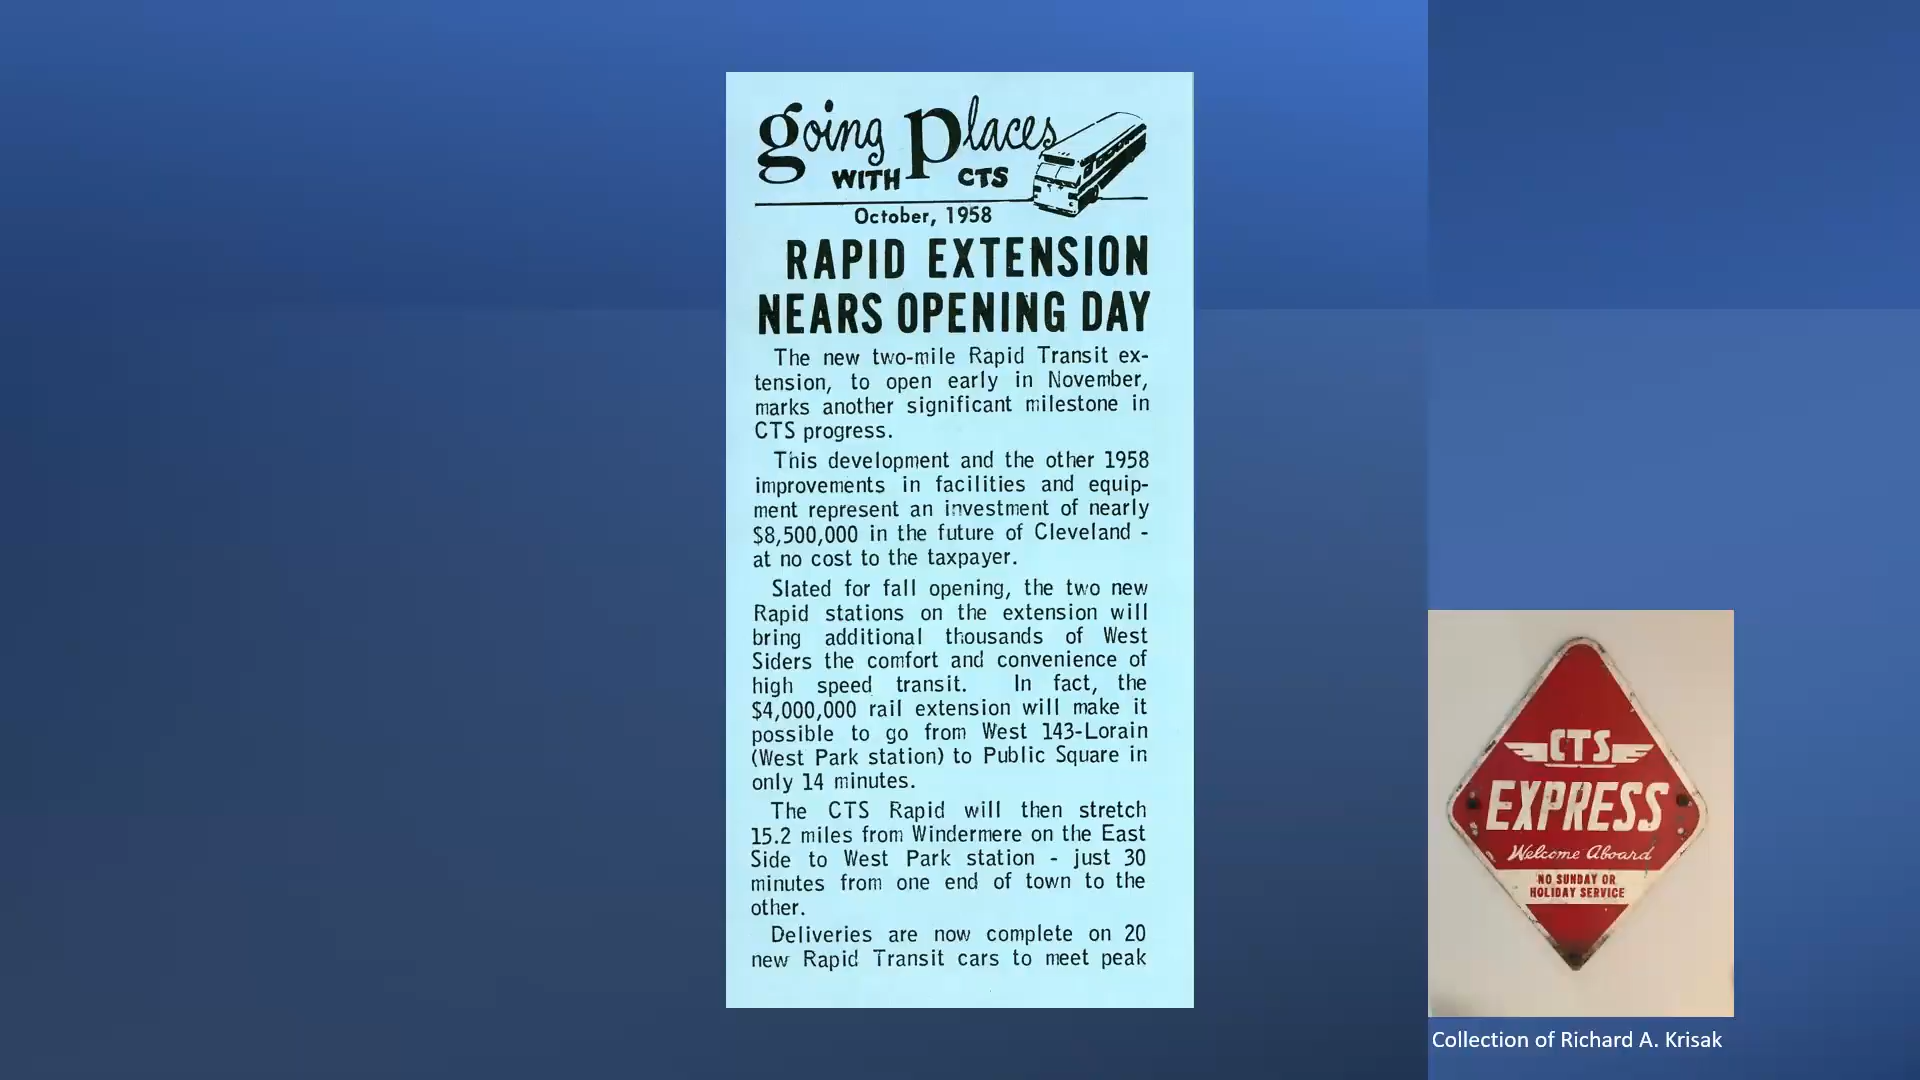 going places
WITH CTS
October, 1958
RAPID EXTENSION
NEARS OPENING DAY
The new two-mile Rapid Transit ex-
tension, to open early in November,
marks another significant milestone in
CTS progress.
This development and the other 1958
improvements in facilities and equip-
ment represent an investment of nearly
$8,500,000 in the future of Cleveland -
at no cost to the taxpayer.
Slated for fall opening, the two new
Rapid stations on the extension will
bring additional thousands of West
Siders the comfort and convenience of
high speed transit. In fact, the
$4,000,000 rail extension will make it
possible to go from West 143-Lorain
(West Park station) to Public Square in
only 14 minutes.
The CTS Rapid will then stretch
15.2 miles from Windermere on the East
Side to West Park station - just 30
minutes from one end of town to the
other.
Deliveries are now complete on 20
new Rapid Transit cars to meet peak
CTS
EXPRESS
Welcome Aboard
NO SUNDAY OR
HOLIDAY SERVICE
Collection of Richard A. Krisak